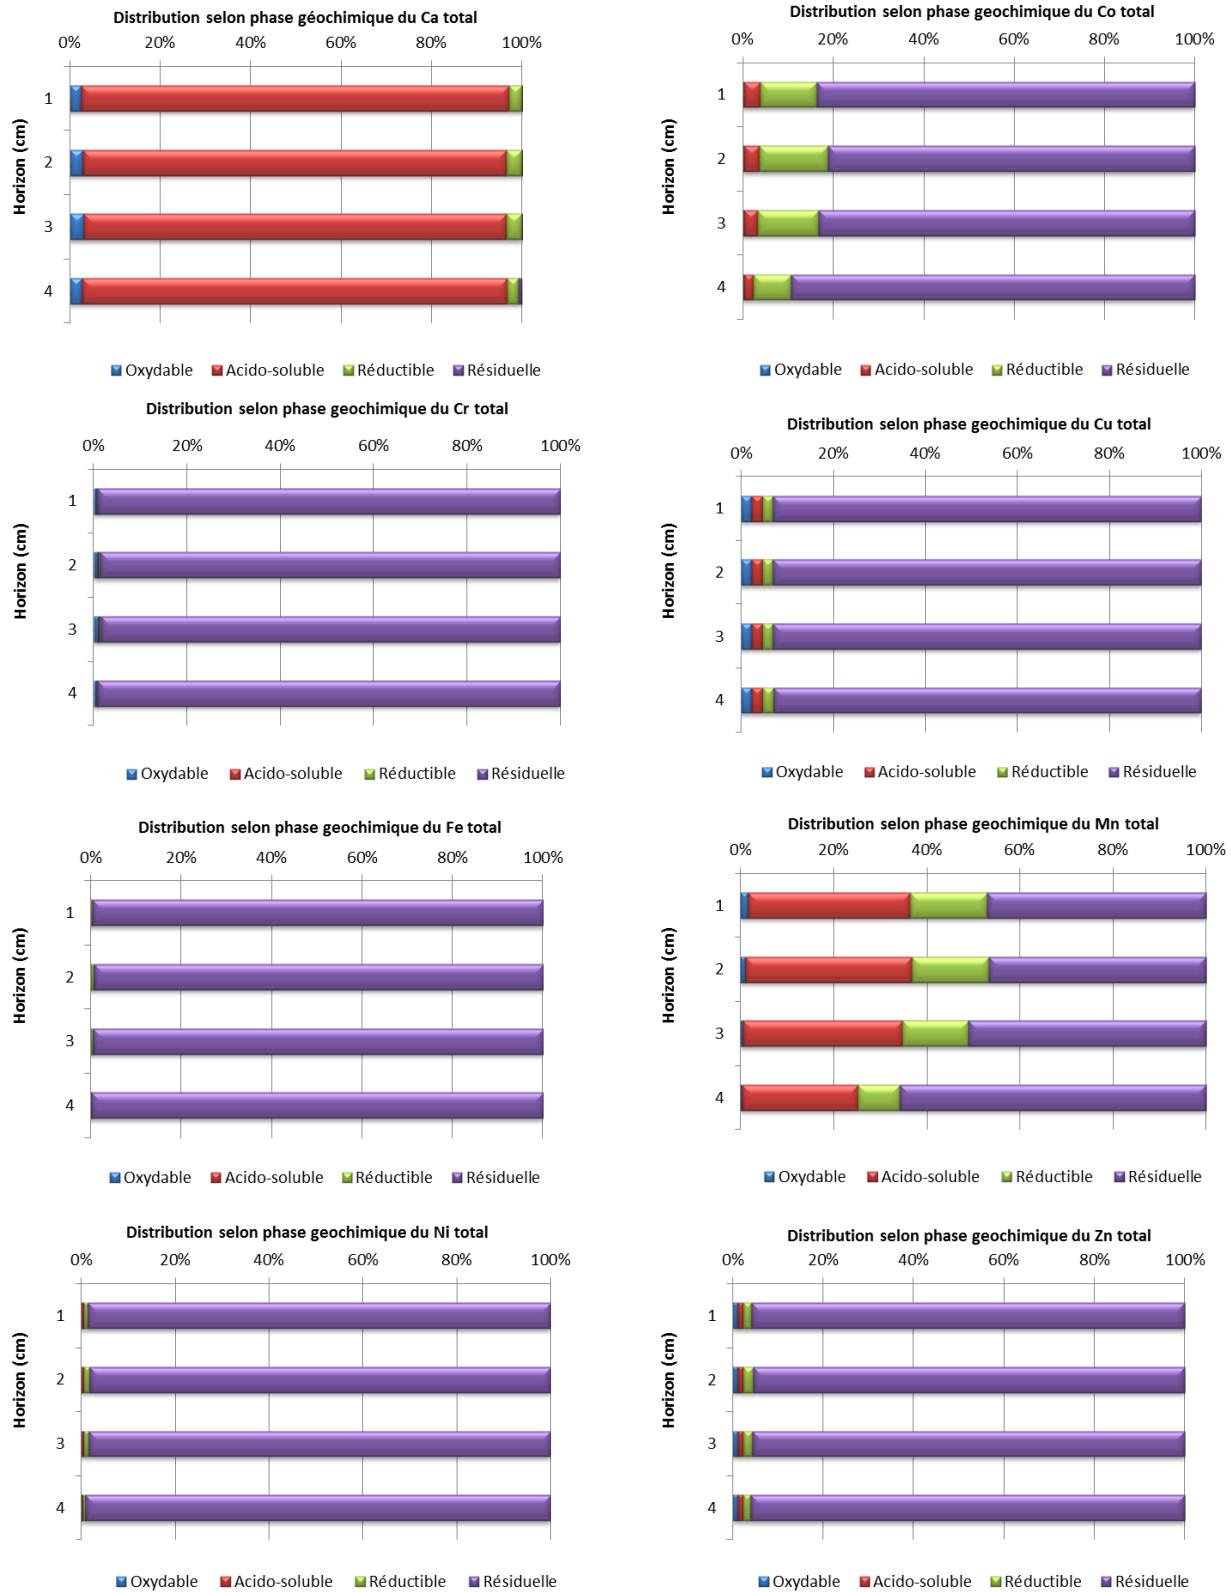 Distribution selon phase géochimique du Ca total
0% 20% 40% 60% 80% 100%
Horizon (cm)
1
2
3
4
Oxydable Acido-soluble Réductible Résiduelle
Distribution selon phase geochimique du Co total
0% 20% 40% 60% 80% 100%
Horizon (cm)
1
2
3
4
Oxydable Acido-soluble Réductible Résiduelle
Distribution selon phase geochimique du Cr total
0% 20% 40% 60% 80% 100%
Horizon (cm)
1
2
3
4
Oxydable Acido-soluble Réductible Résiduelle
Distribution selon phase geochimique du Cu total
0% 20% 40% 60% 80% 100%
Horizon (cm)
1
2
3
4
Oxydable Acido-soluble Réductible Résiduelle
Distribution selon phase geochimique du Fe total
0% 20% 40% 60% 80% 100%
Horizon (cm)
1
2
3
4
Oxydable Acido-soluble Réductible Résiduelle
Distribution selon phase geochimique du Mn total
0% 20% 40% 60% 80% 100%
Horizon (cm)
1
2
3
4
Oxydable Acido-soluble Réductible Résiduelle
Distribution selon phase geochimique du Ni total
0% 20% 40% 60% 80% 100%
Horizon (cm)
1
2
3
4
Oxydable Acido-soluble Réductible Résiduelle
Distribution selon phase geochimique du Zn total
0% 20% 40% 60% 80% 100%
Horizon (cm)
1
2
3
4
Oxydable Acido-soluble Réductible Résiduelle